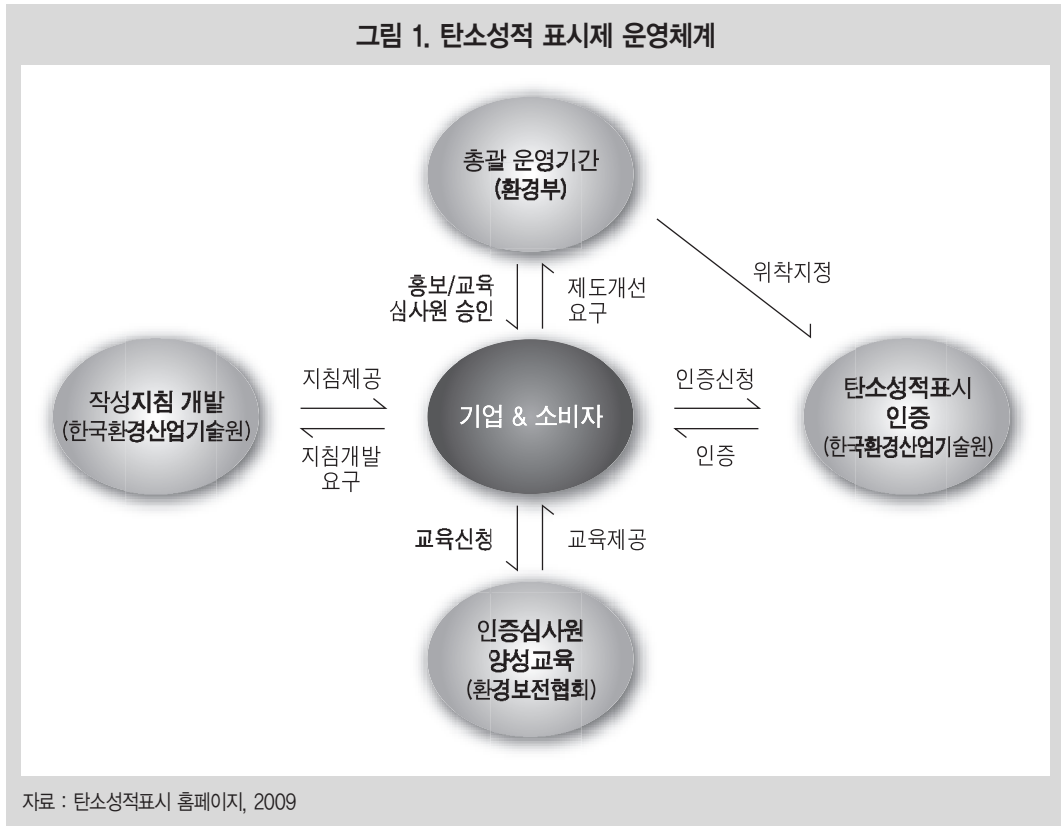 그림 1. 탄소성적 표시제 운영체계
총괄 운영기간
(환경부)
홍보/교육
심사원 승인
제도개선
요구
위착지정
작성지침 개발
(한국환경산업기술원)
지침제공
지침개발
요구
기업 & 소비자
인증신청
인증
탄소성적표시
인증
(한국환경산업기술원)
교육신청
교육제공
인증심사원
양성교육
(환경보전협회)
자료 : 탄소성적표시 홈페이지, 2009